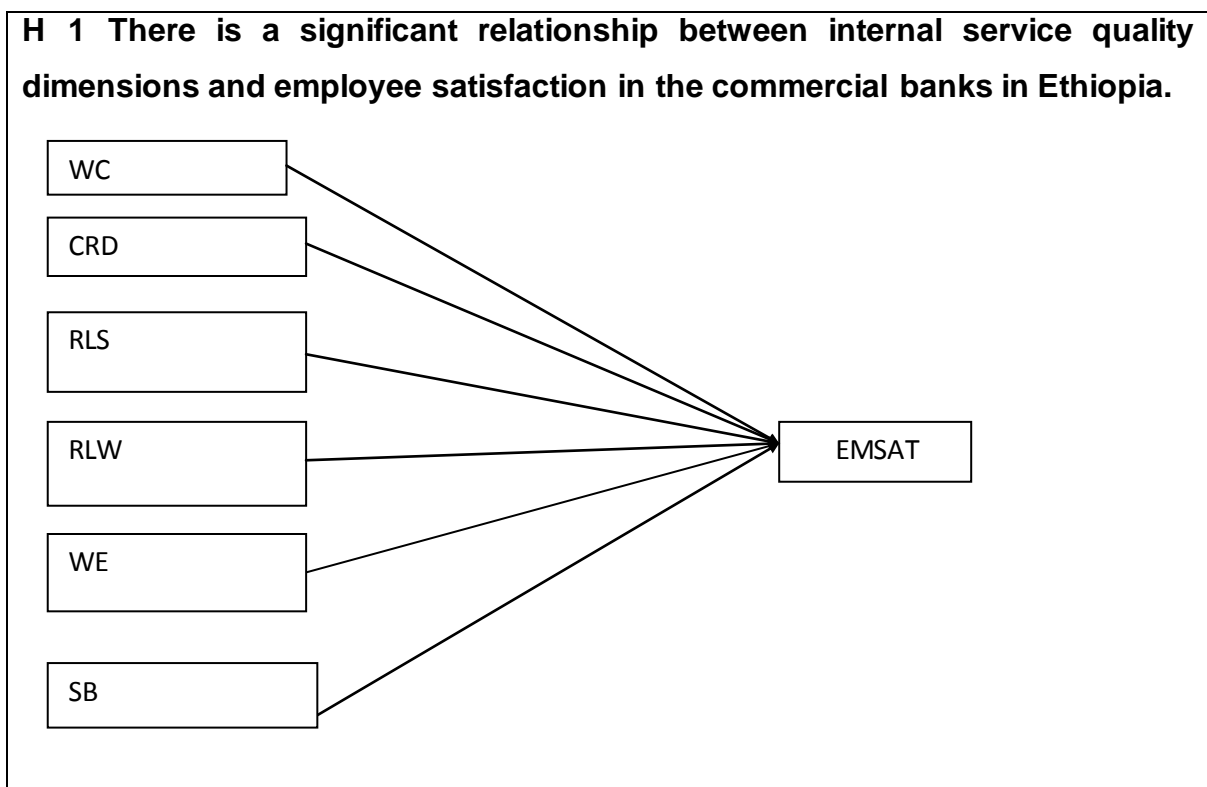 H 1 There is a significant relationship between internal service quality
dimensions and employee satisfaction in the commercial banks in Ethiopia.
WC
CRD
RLS
RLW
EMSAT
WE
SB